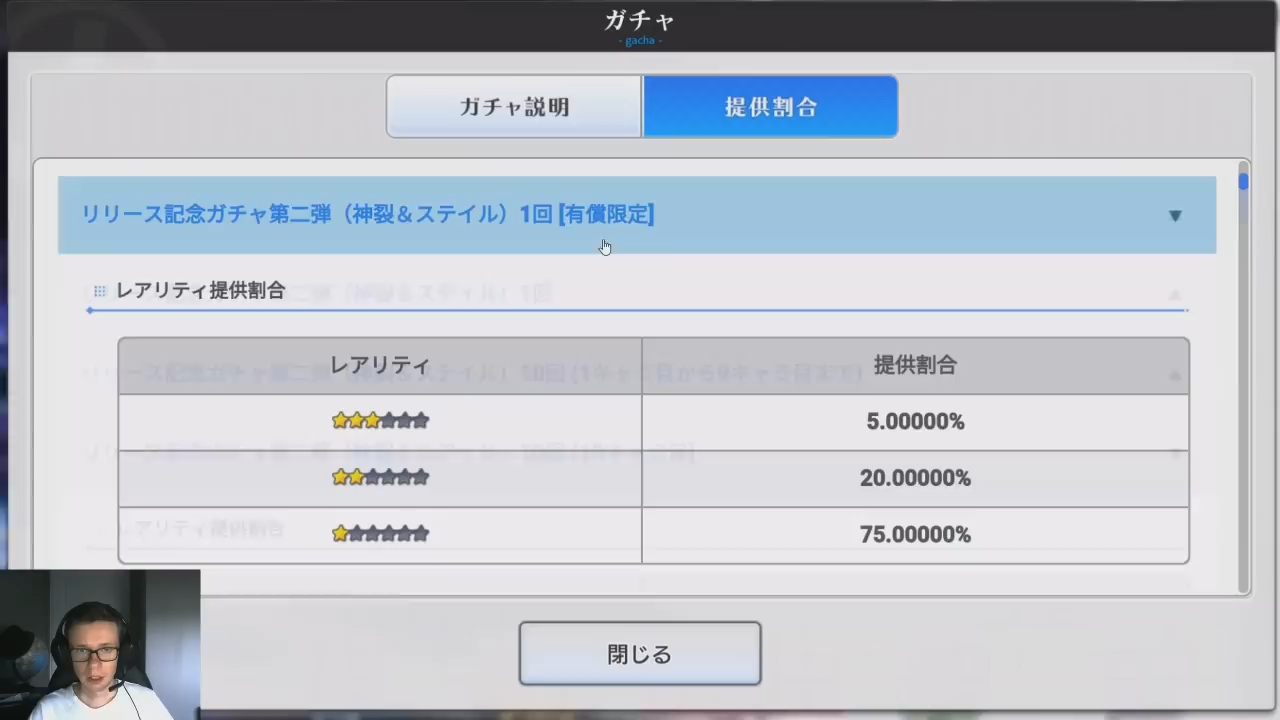 ガチャ
- gacha -
ガチャ説明
提供割合
リリース記念ガチャ第二弾（神裂＆ステイル）1回 [有償限定]
▼
レアリティ提供割合
レアリティ 提供割合
5.00000%
20.00000%
75.00000%
閉じる